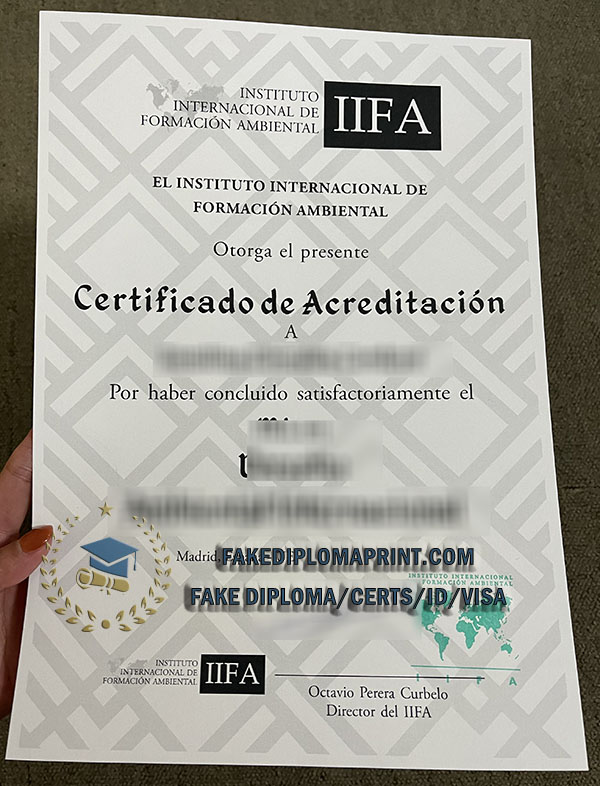 INSTITUTO
INTERNACIONAL DE
FORMACIÓN AMBIENTAL
IIFA
EL INSTITUTO INTERNACIONAL DE
FORMACIÓN AMBIENTAL
Otorga el presente
Certificado de Acreditación
A
Por haber concluido satisfactoriamente el
Madrid,
FAKEDIPLOMAPRINT.COM
FAKE DIPLOMA/CERTS/ID/VISA
INSTITUTO INTERNACIONAL
FORMACIÓN AMBIENTAL
I I F A
INSTITUTO
INTERNACIONAL DE
FORMACIÓN AMBIENTAL
IIFA
Octavio Perera Curbelo
Director del IIFA